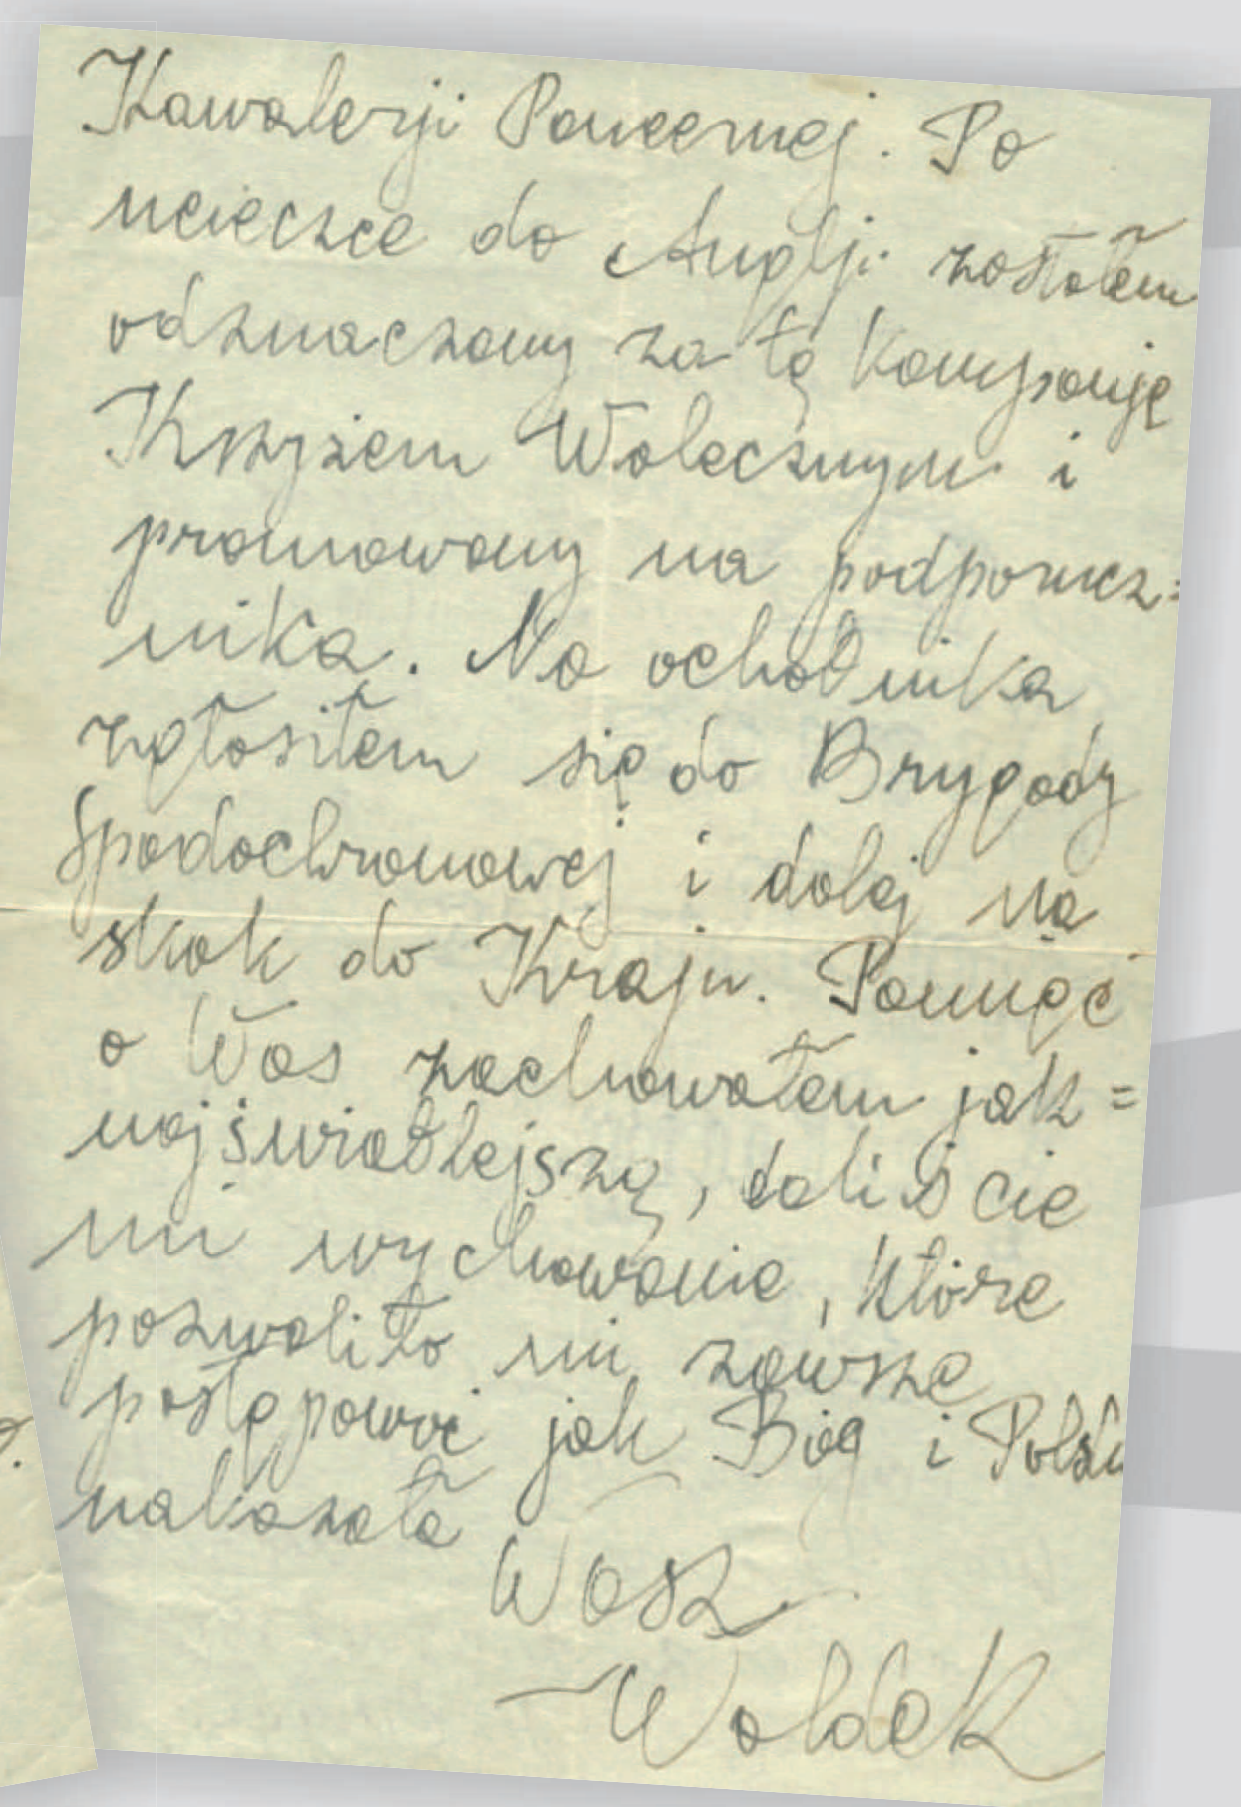 Kawalerji Pancernej. Po
ucieczce do Anglji zostałem
odznaczony za tę kampanję
Krzyżem Walecznych i
promowany na podporucz=
nika. Na ochotnika
zgłosiłem się do Brygady
Spadochronowej i dalej na
skok do Kraju. Pamięć
o Was zachowałem jak=
najświetlejszą, daliście
mi wychowanie, które
pozwoliło mi zawsze
postępować jak Bóg i Polska
nakazała
Wasz
Waldek